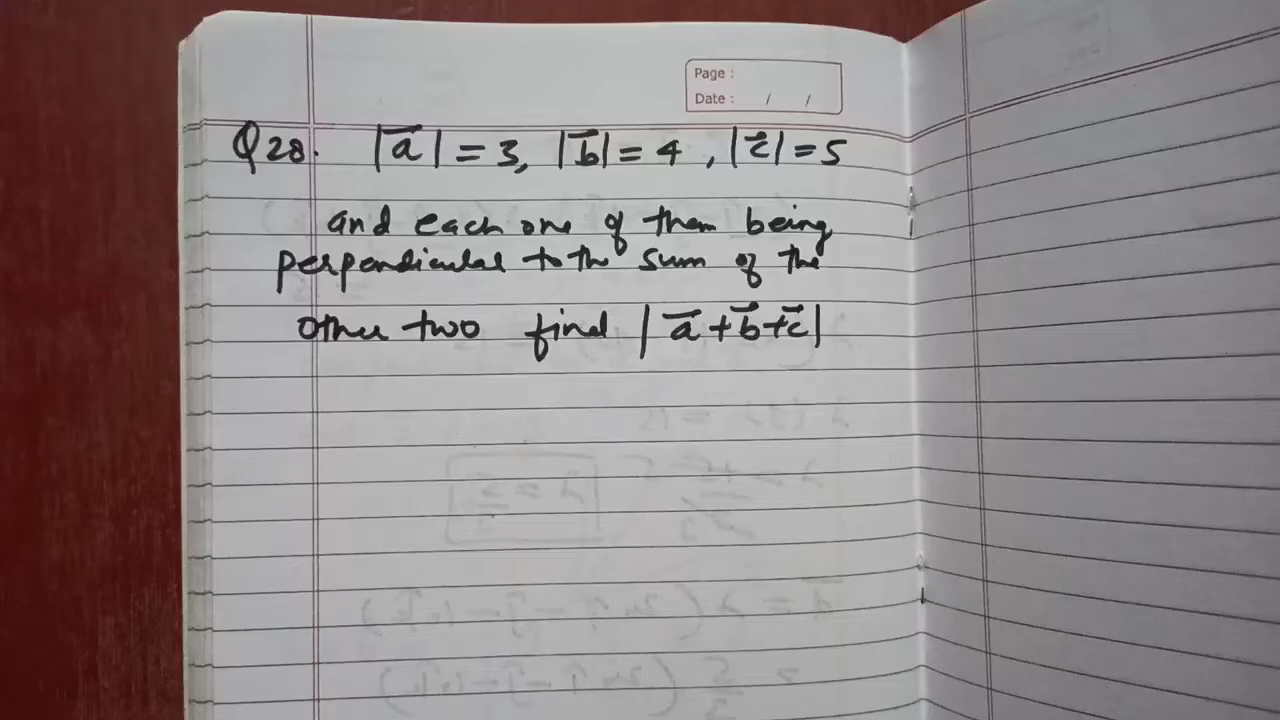 Page :
Date : / /
Q 28. |a⃗| = 3, |b⃗| = 4, |c⃗| = 5
and each one of them being
perpendicular to the sum of the
other two find |a⃗ + b⃗ + c⃗|